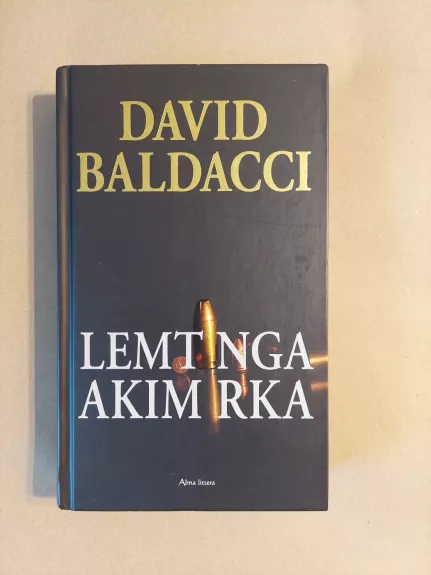 DAVID
BALDACCI
LEMTINGA
AKIMIRKA
Alma littera